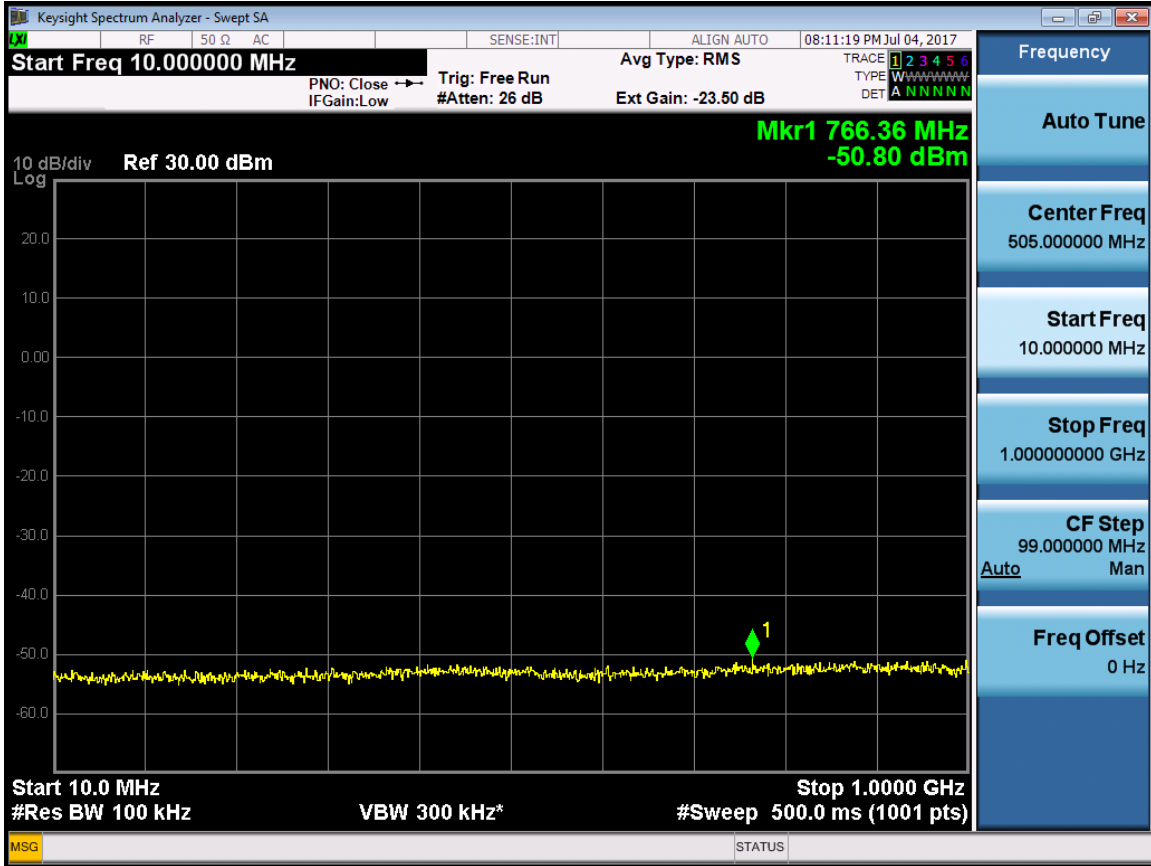 Keysight Spectrum Analyzer - Swept SA
LXI RF 50 Ω AC SENSE:INT ALIGN AUTO 08:11:19 PM Jul 04, 2017
Start Freq 10.000000 MHz
PNO: Close
IFGain:Low
Trig: Free Run
#Atten: 26 dB
Avg Type: RMS
Ext Gain: -23.50 dB
TRACE 1 2 3 4 5 6
TYPE WWWWWW
DET A N N N N N
Mkr1 766.36 MHz
-50.80 dBm
10 dB/div Ref 30.00 dBm
Log
20.0
10.0
0.00
-10.0
-20.0
-30.0
-40.0
-50.0
-60.0
1
Start 10.0 MHz Stop 1.0000 GHz
#Res BW 100 kHz VBW 300 kHz* #Sweep 500.0 ms (1001 pts)
MSG STATUS
Frequency
Auto Tune
Center Freq
505.000000 MHz
Start Freq
10.000000 MHz
Stop Freq
1.000000000 GHz
CF Step
99.000000 MHz
Auto Man
Freq Offset
0 Hz